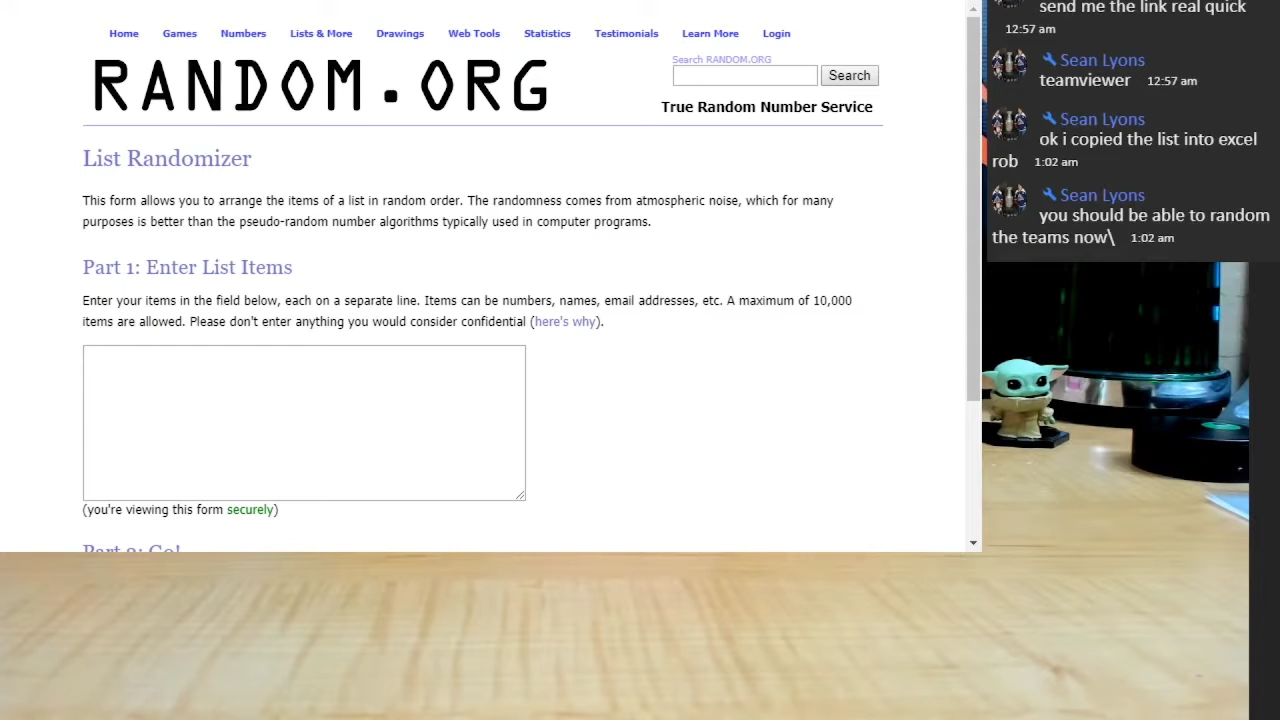 Home Games Numbers Lists & More Drawings Web Tools Statistics Testimonials Learn More Login
RANDOM.ORG
Search RANDOM.ORG
Search
True Random Number Service
List Randomizer
This form allows you to arrange the items of a list in random order. The randomness comes from atmospheric noise, which for many
purposes is better than the pseudo-random number algorithms typically used in computer programs.
Part 1: Enter List Items
Enter your items in the field below, each on a separate line. Items can be numbers, names, email addresses, etc. A maximum of 10,000
items are allowed. Please don't enter anything you would consider confidential (here's why).
(you're viewing this form securely)
Part 2: Go!
send me the link real quick
12:57 am
Sean Lyons
teamviewer 12:57 am
Sean Lyons
ok i copied the list into excel
rob 1:02 am
Sean Lyons
you should be able to random
the teams now\ 1:02 am